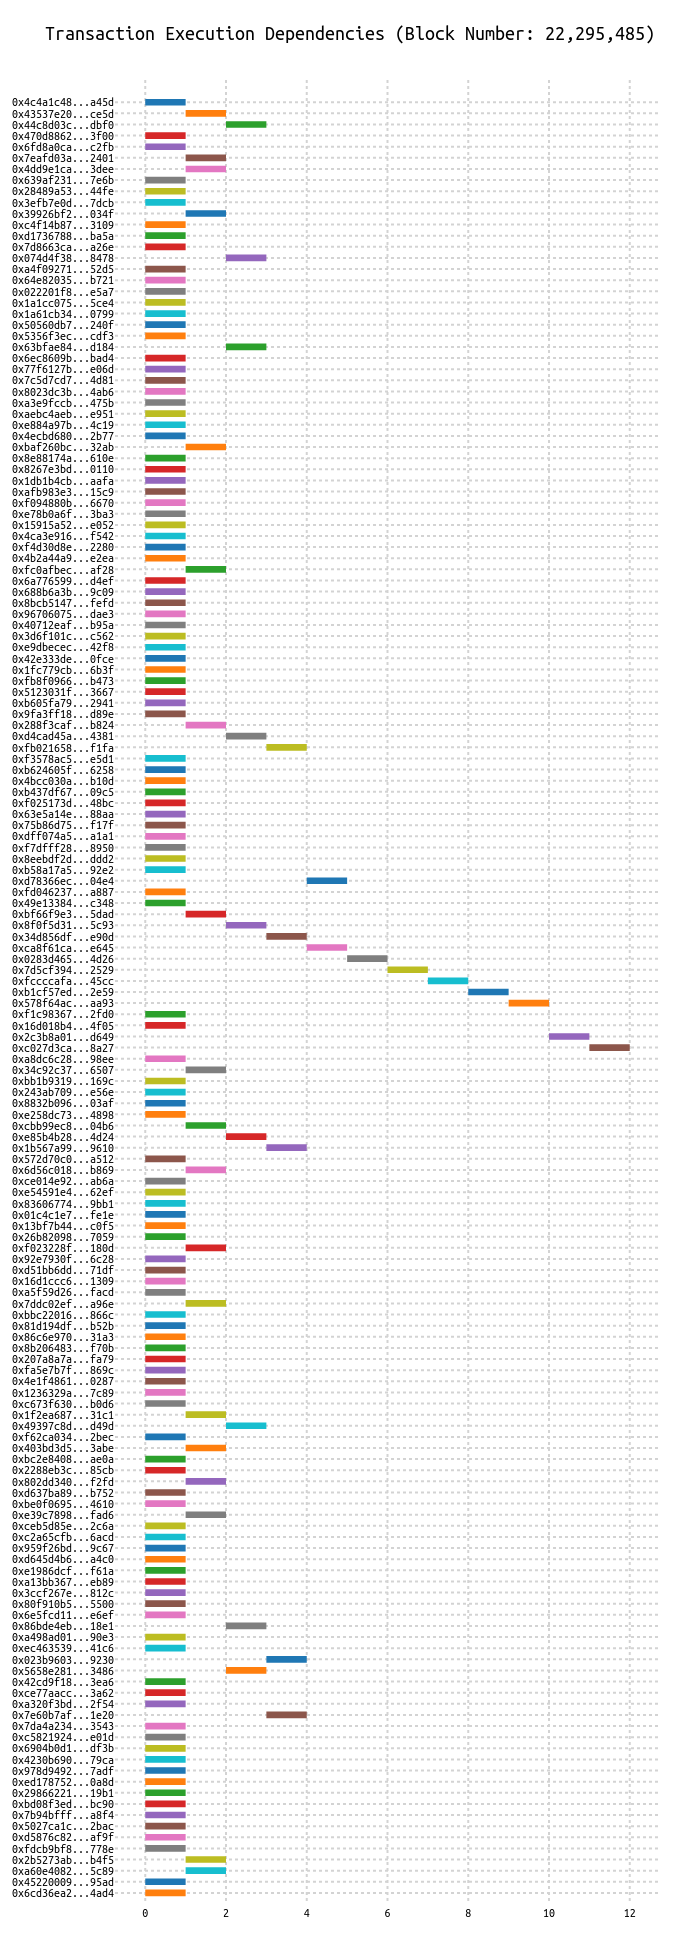 Transaction Execution Dependencies (Block Number: 22,295,485)
0x4c4a1c48...a45d
0x43537e20...ce5d
0x44c8d03c...dbf0
0x470d8862...3f00
0x6fd8a0ca...c2fb
0x7eafd03a...2401
0x4dd9e1ca...3dee
0x639af231...7e6b
0x28489a53...44fe
0x3efb7e0d...7dcb
0x39926bf2...034f
0xc4f14b87...3109
0xd1736788...ba5a
0x7d8663ca...a26e
0x074d4f38...8478
0xa4f09271...52d5
0x64e82035...b721
0x022201f8...e5a7
0x1a1cc075...5ce4
0x1a61cb34...0799
0x50560db7...240f
0x5356f3ec...cdf3
0x63bfae84...d184
0x6ec8609b...bad4
0x77f6127b...e06d
0x7c5d7cd7...4d81
0x8023dc3b...4ab6
0xa3e9fccb...475b
0xaebc4aeb...e951
0xe884a97b...4c19
0x4ecbd680...2b77
0xbaf260bc...32ab
0x8e88174a...610e
0x8267e3bd...0110
0x1db1b4cb...aafa
0xafb983e3...15c9
0xf094880b...6670
0xe78b0a6f...3ba3
0x15915a52...e052
0x4ca3e916...f542
0xf4d30d8e...2280
0x4b2a44a9...e2ea
0xfc0afbec...af28
0x6a776599...d4ef
0x688b6a3b...9c09
0x8bcb5147...fefd
0x96706075...dae3
0x40712eaf...b95a
0x3d6f101c...c562
0xe9dbecec...42f8
0x42e333de...0fce
0x1fc779cb...6b3f
0xfb8f0966...b473
0x5123031f...3667
0xb605fa79...2941
0x9fa3ff18...d89e
0x288f3caf...b824
0xd4cad45a...4381
0xfb021658...f1fa
0xf3578ac5...e5d1
0xb624605f...6258
0x4bcc030a...b10d
0xb437df67...09c5
0xf025173d...48bc
0x63e5a14e...88aa
0x75b86d75...f17f
0xdff074a5...a1a1
0xf7dfff28...8950
0x8eebdf2d...ddd2
0xb58a17a5...92e2
0xd78366ec...04e4
0xfd046237...a887
0x49e13384...c348
0xbf66f9e3...5dad
0x8f0f5d31...5c93
0x34d856df...e90d
0xca8f61ca...e645
0x0283d465...4d26
0x7d5cf394...2529
0xfccccafa...45cc
0xb1cf57ed...2e59
0x578f64ac...aa93
0xf1c98367...2fd0
0x16d018b4...4f05
0x2c3b8a01...d649
0xc027d3ca...8a27
0xa8dc6c28...98ee
0x34c92c37...6507
0xbb1b9319...169c
0x243ab709...e56e
0x8832b096...03af
0xe258dc73...4898
0xcbb99ec8...04b6
0xe85b4b28...4d24
0x1b567a99...9610
0x572d70c0...a512
0x6d56c018...b869
0xce014e92...ab6a
0xe54591e4...62ef
0x83606774...9bb1
0x01c4c1e7...fe1e
0x13bf7b44...c0f5
0x26b82098...7059
0xf023228f...180d
0x92e7930f...6c28
0xd51bb6dd...71df
0x16d1ccc6...1309
0xa5f59d26...facd
0x7ddc02ef...a96e
0xbbc22016...866c
0x81d194df...b52b
0x86c6e970...31a3
0x8b206483...f70b
0x207a8a7a...fa79
0xfa5e7b7f...869c
0x4e1f4861...0287
0x1236329a...7c89
0xc673f630...b0d6
0x1f2ea687...31c1
0x49397c8d...d49d
0xf62ca034...2bec
0x403bd3d5...3abe
0xbc2e8408...ae0a
0x2288eb3c...85cb
0x802dd340...f2fd
0xd637ba89...b752
0xbe0f0695...4610
0xe39c7898...fad6
0xceb5d85e...2c6a
0xc2a65cfb...6acd
0x959f26bd...9c67
0xd645d4b6...a4c0
0xe1986dcf...f61a
0xa13bb367...eb89
0x3ccf267e...812c
0x80f910b5...5500
0x6e5fcd11...e6ef
0x86bde4eb...18e1
0xa498ad01...90e3
0xec463539...41c6
0x023b9603...9230
0x5658e281...3486
0x42cd9f18...3ea6
0xce77aacc...3a62
0xa320f3bd...2f54
0x7e60b7af...1e20
0x7da4a234...3543
0xc5821924...e01d
0x6904b0d1...df3b
0x4230b690...79ca
0x978d9492...7adf
0xed178752...0a8d
0x29866221...19b1
0xbd08f3ed...bc90
0x7b94bfff...a8f4
0x5027ca1c...2bac
0xd5876c82...af9f
0xfdcb9bf8...778e
0x2b5273ab...b4f5
0xa60e4082...5c89
0x45220009...95ad
0x6cd36ea2...4ad4
0 2 4 6 8 10 12